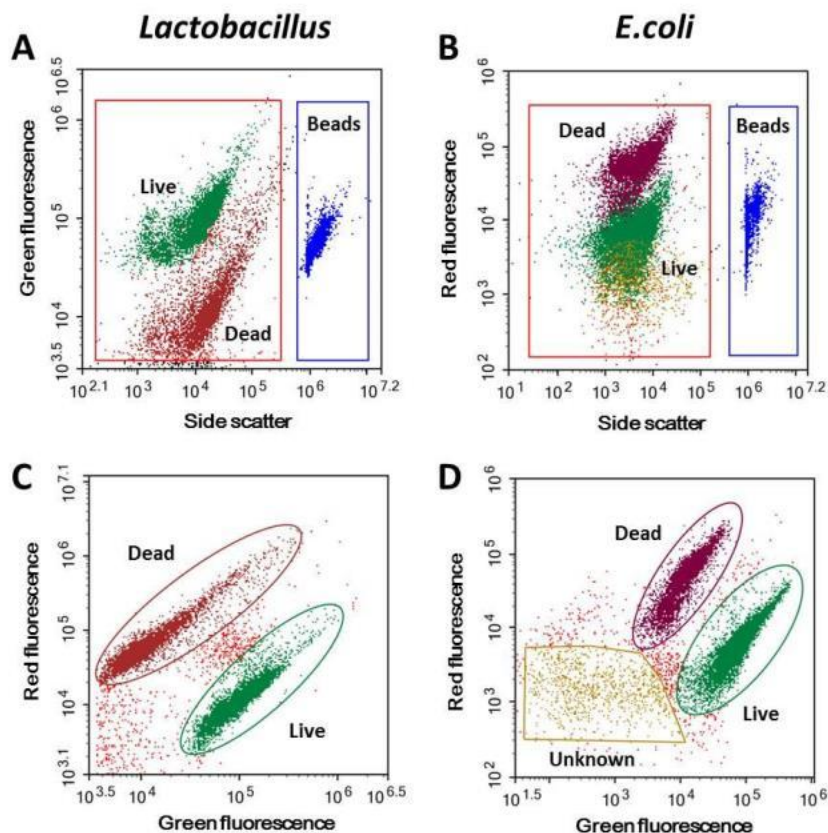 Lactobacillus
E.coli
A
Green fluorescence
10^6.5
10^6
10^5
10^4
10^3.5
Live
Dead
Beads
10^2.1 10^3 10^4 10^5 10^6 10^7.2
Side scatter
B
Red fluorescence
10^6
10^5
10^4
10^3
10^2
Dead
Live
Beads
10^1 10^2 10^3 10^4 10^5 10^6 10^7.2
Side scatter
C
Red fluorescence
10^7.1
10^6
10^5
10^4
10^3.1
Dead
Live
10^3.5 10^4 10^5 10^6 10^6.5
Green fluorescence
D
Red fluorescence
10^6
10^5
10^4
10^3
10^2
Dead
Live
Unknown
10^1.5 10^3 10^4 10^5 10^6
Green fluorescence